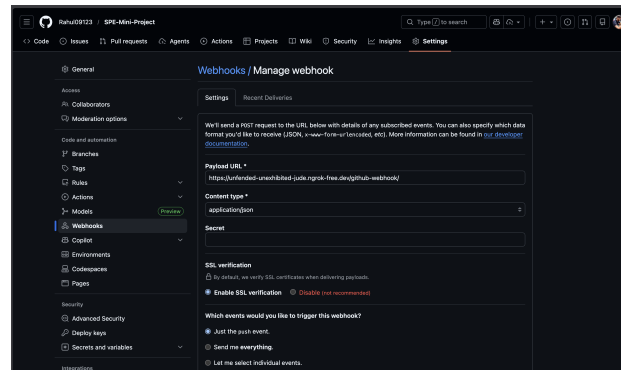 Rahul09123 / SPE-Mini-Project
Type / to search
Code Issues Pull requests Agents Actions Projects Wiki Security Insights Settings
General
Access
Collaborators
Moderation options
Code and automation
Branches
Tags
Rules
Actions
Models Preview
Webhooks
Copilot
Environments
Codespaces
Pages
Security
Advanced Security
Deploy keys
Secrets and variables
Integrations
Webhooks / Manage webhook
Settings Recent Deliveries
We'll send a POST request to the URL below with details of any subscribed events. You can also specify which data
format you'd like to receive (JSON, x-www-form-urlencoded, etc). More information can be found in our developer
documentation.
Payload URL *
https://unfended-unexhibited-jude.ngrok-free.dev/github-webhook/
Content type *
application/json
Secret
SSL verification
By default, we verify SSL certificates when delivering payloads.
Enable SSL verification Disable (not recommended)
Which events would you like to trigger this webhook?
Just the push event.
Send me everything.
Let me select individual events.